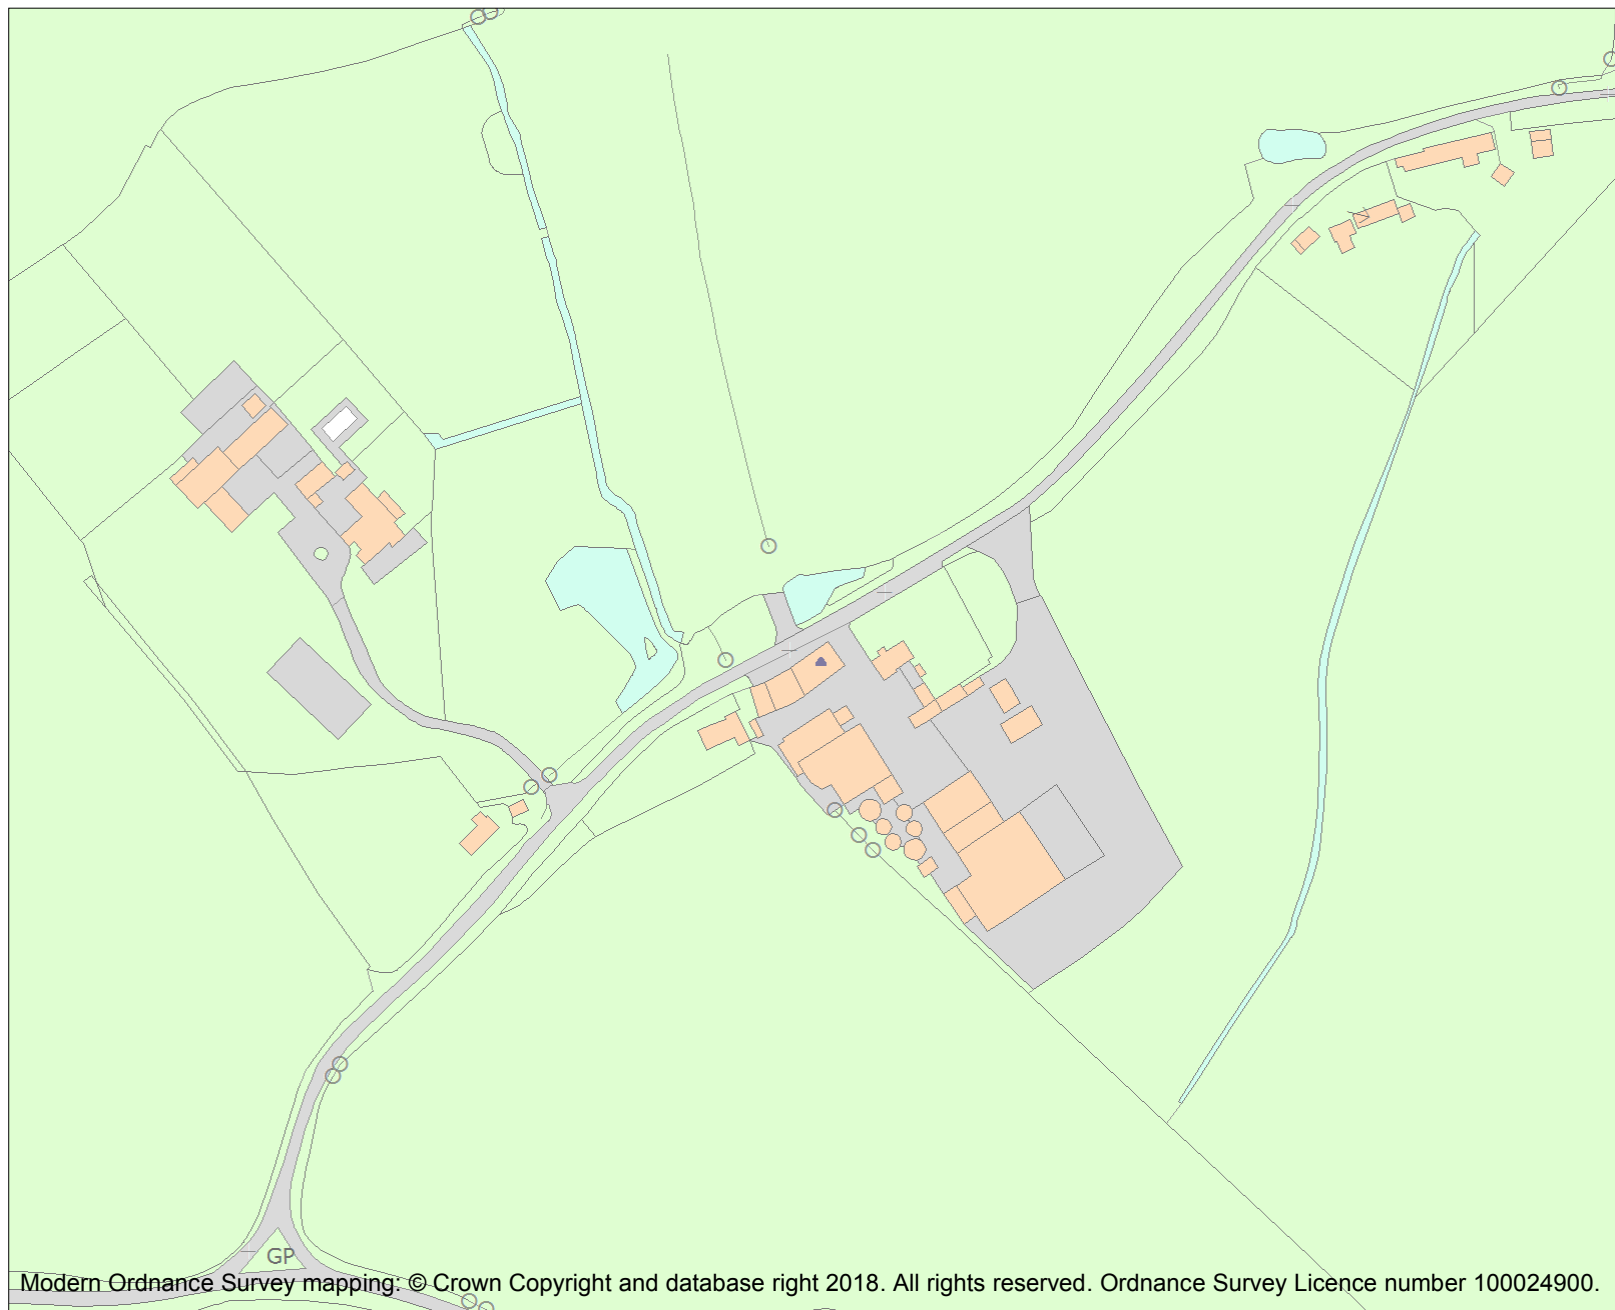 GP
Modern Ordnance Survey mapping: © Crown Copyright and database right 2018. All rights reserved. Ordnance Survey Licence number 100024900.